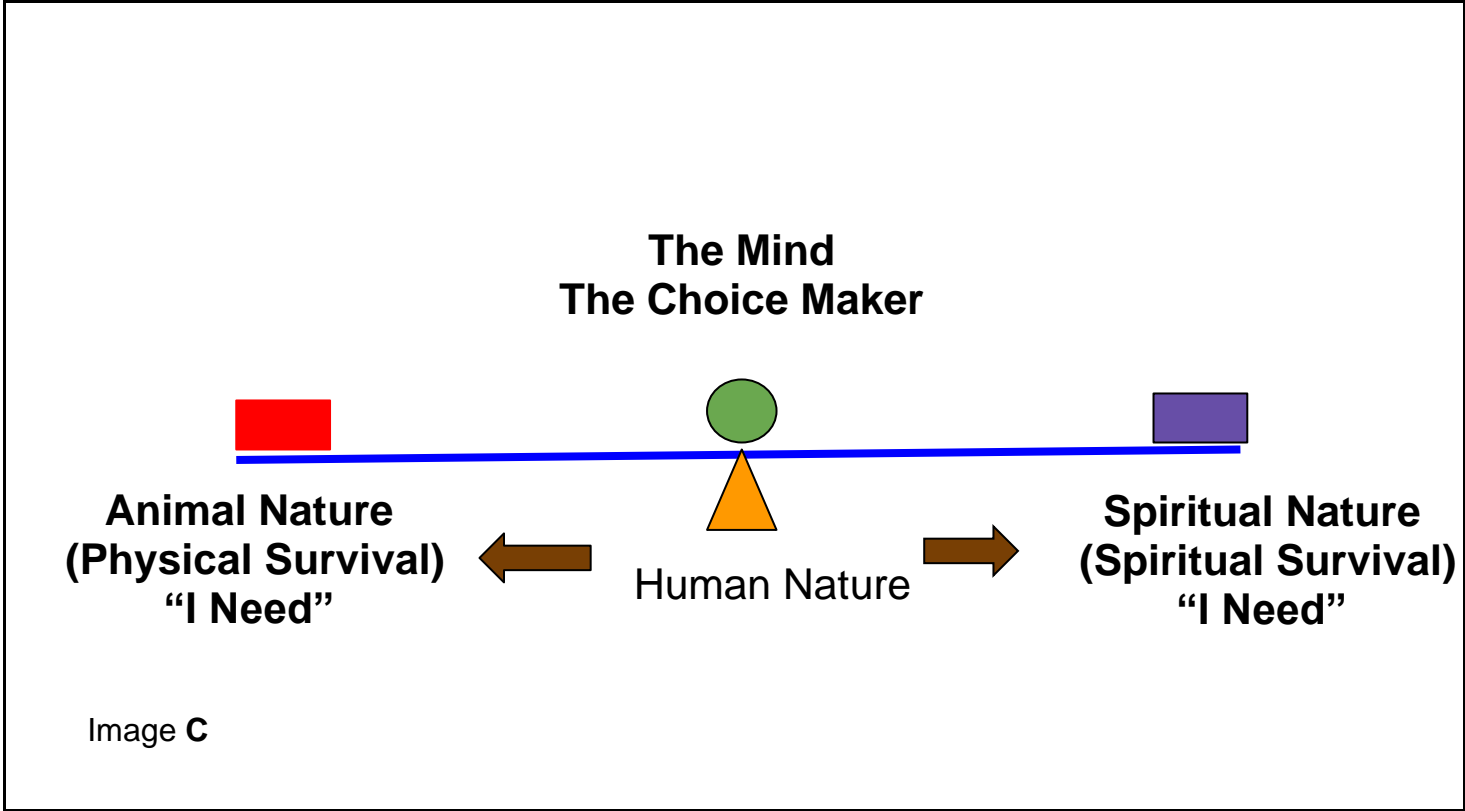 The Mind
The Choice Maker
Animal Nature
(Physical Survival)
“I Need”
Human Nature
Spiritual Nature
(Spiritual Survival)
“I Need”
Image C